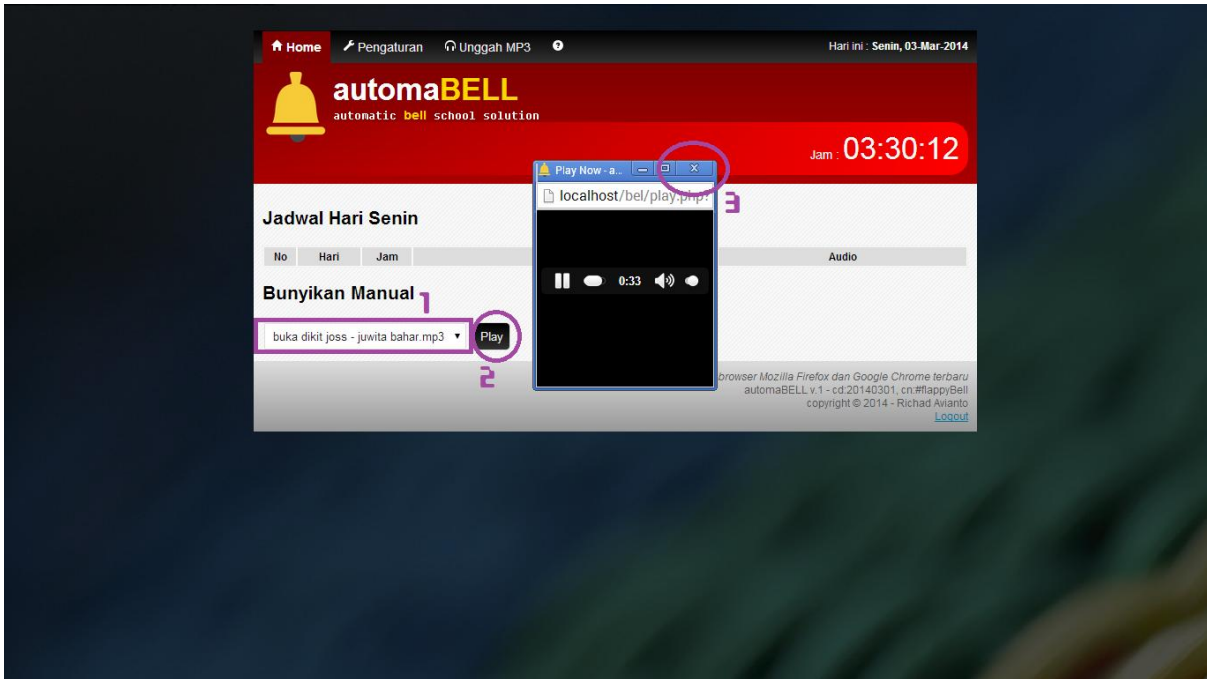 Home Pengaturan Unggah MP3 ? Hari ini : Senin, 03-Mar-2014
automaBELL
automatic bell school solution
Jam : 03:30:12
Play Now - a..
localhost/bel/play.php?
3
Jadwal Hari Senin
No Hari Jam Audio
0:33
Bunyikan Manual
1
buka dikit joss - juwita bahar.mp3 Play
2
browser Mozilla Firefox dan Google Chrome terbaru
automaBELL v.1 - cd:20140301, cn:#flappyBell
copyright © 2014 - Richad Avianto
Logout